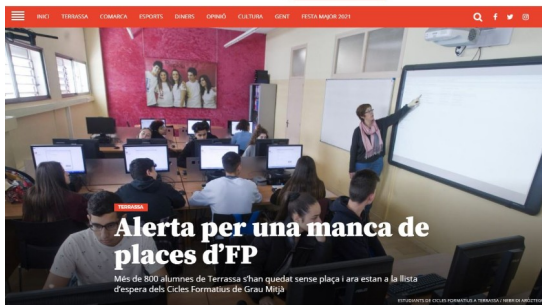 INICI TERRASSA COMARCA ESPORTS DINERS OPINIÓ CULTURA GENT FESTA MAJOR 2021
TERRASSA
Alerta per una manca de
places d'FP
Més de 800 alumnes de Terrassa s'han quedat sense plaça i ara estan a la llista
d'espera dels Cicles Formatius de Grau Mitjà
ESTUDIANTS DE CICLES FORMATIUS A TERRASSA / NEBRIDI ARÓZTEGUI